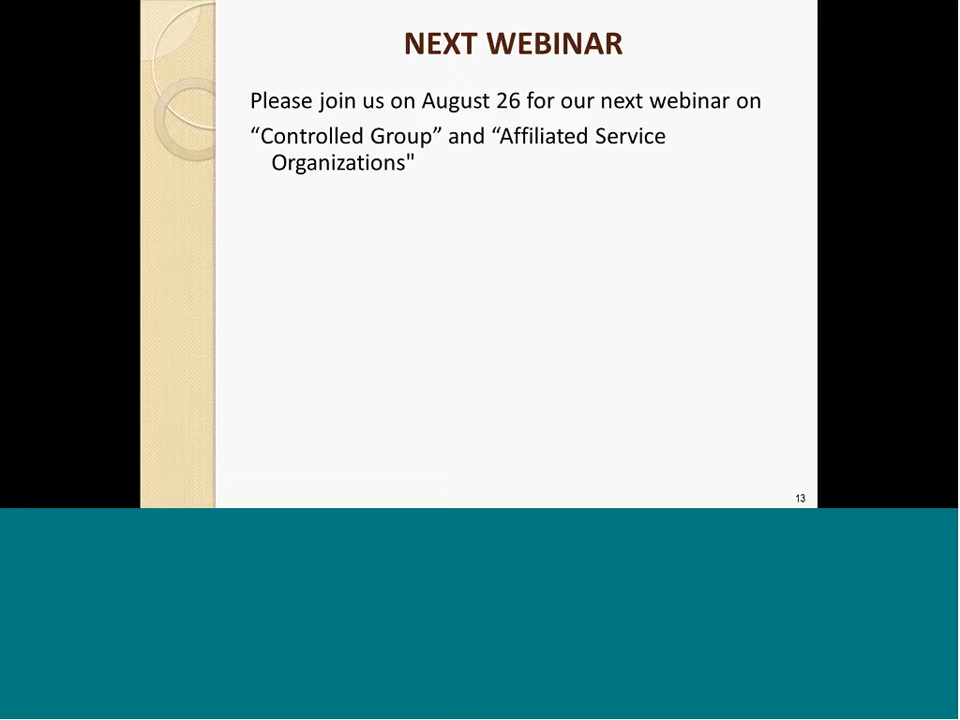 NEXT WEBINAR
Please join us on August 26 for our next webinar on
“Controlled Group” and “Affiliated Service
Organizations"
13